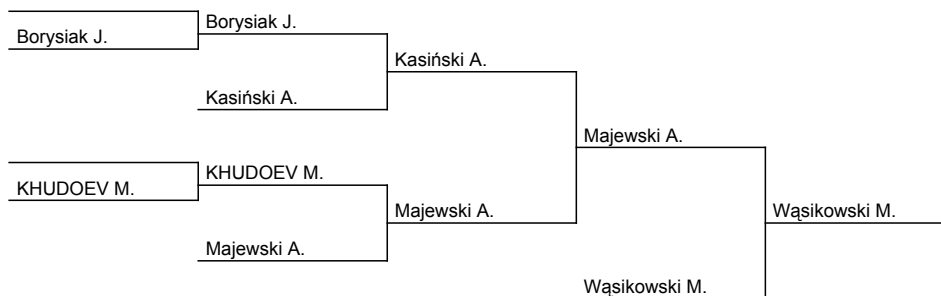 Borysiak J.
Borysiak J.
Kasiński A.
Kasiński A.
Majewski A.
KHUDOEV M.
KHUDOEV M.
Majewski A.
Wąsikowski M.
Majewski A.
Wąsikowski M.